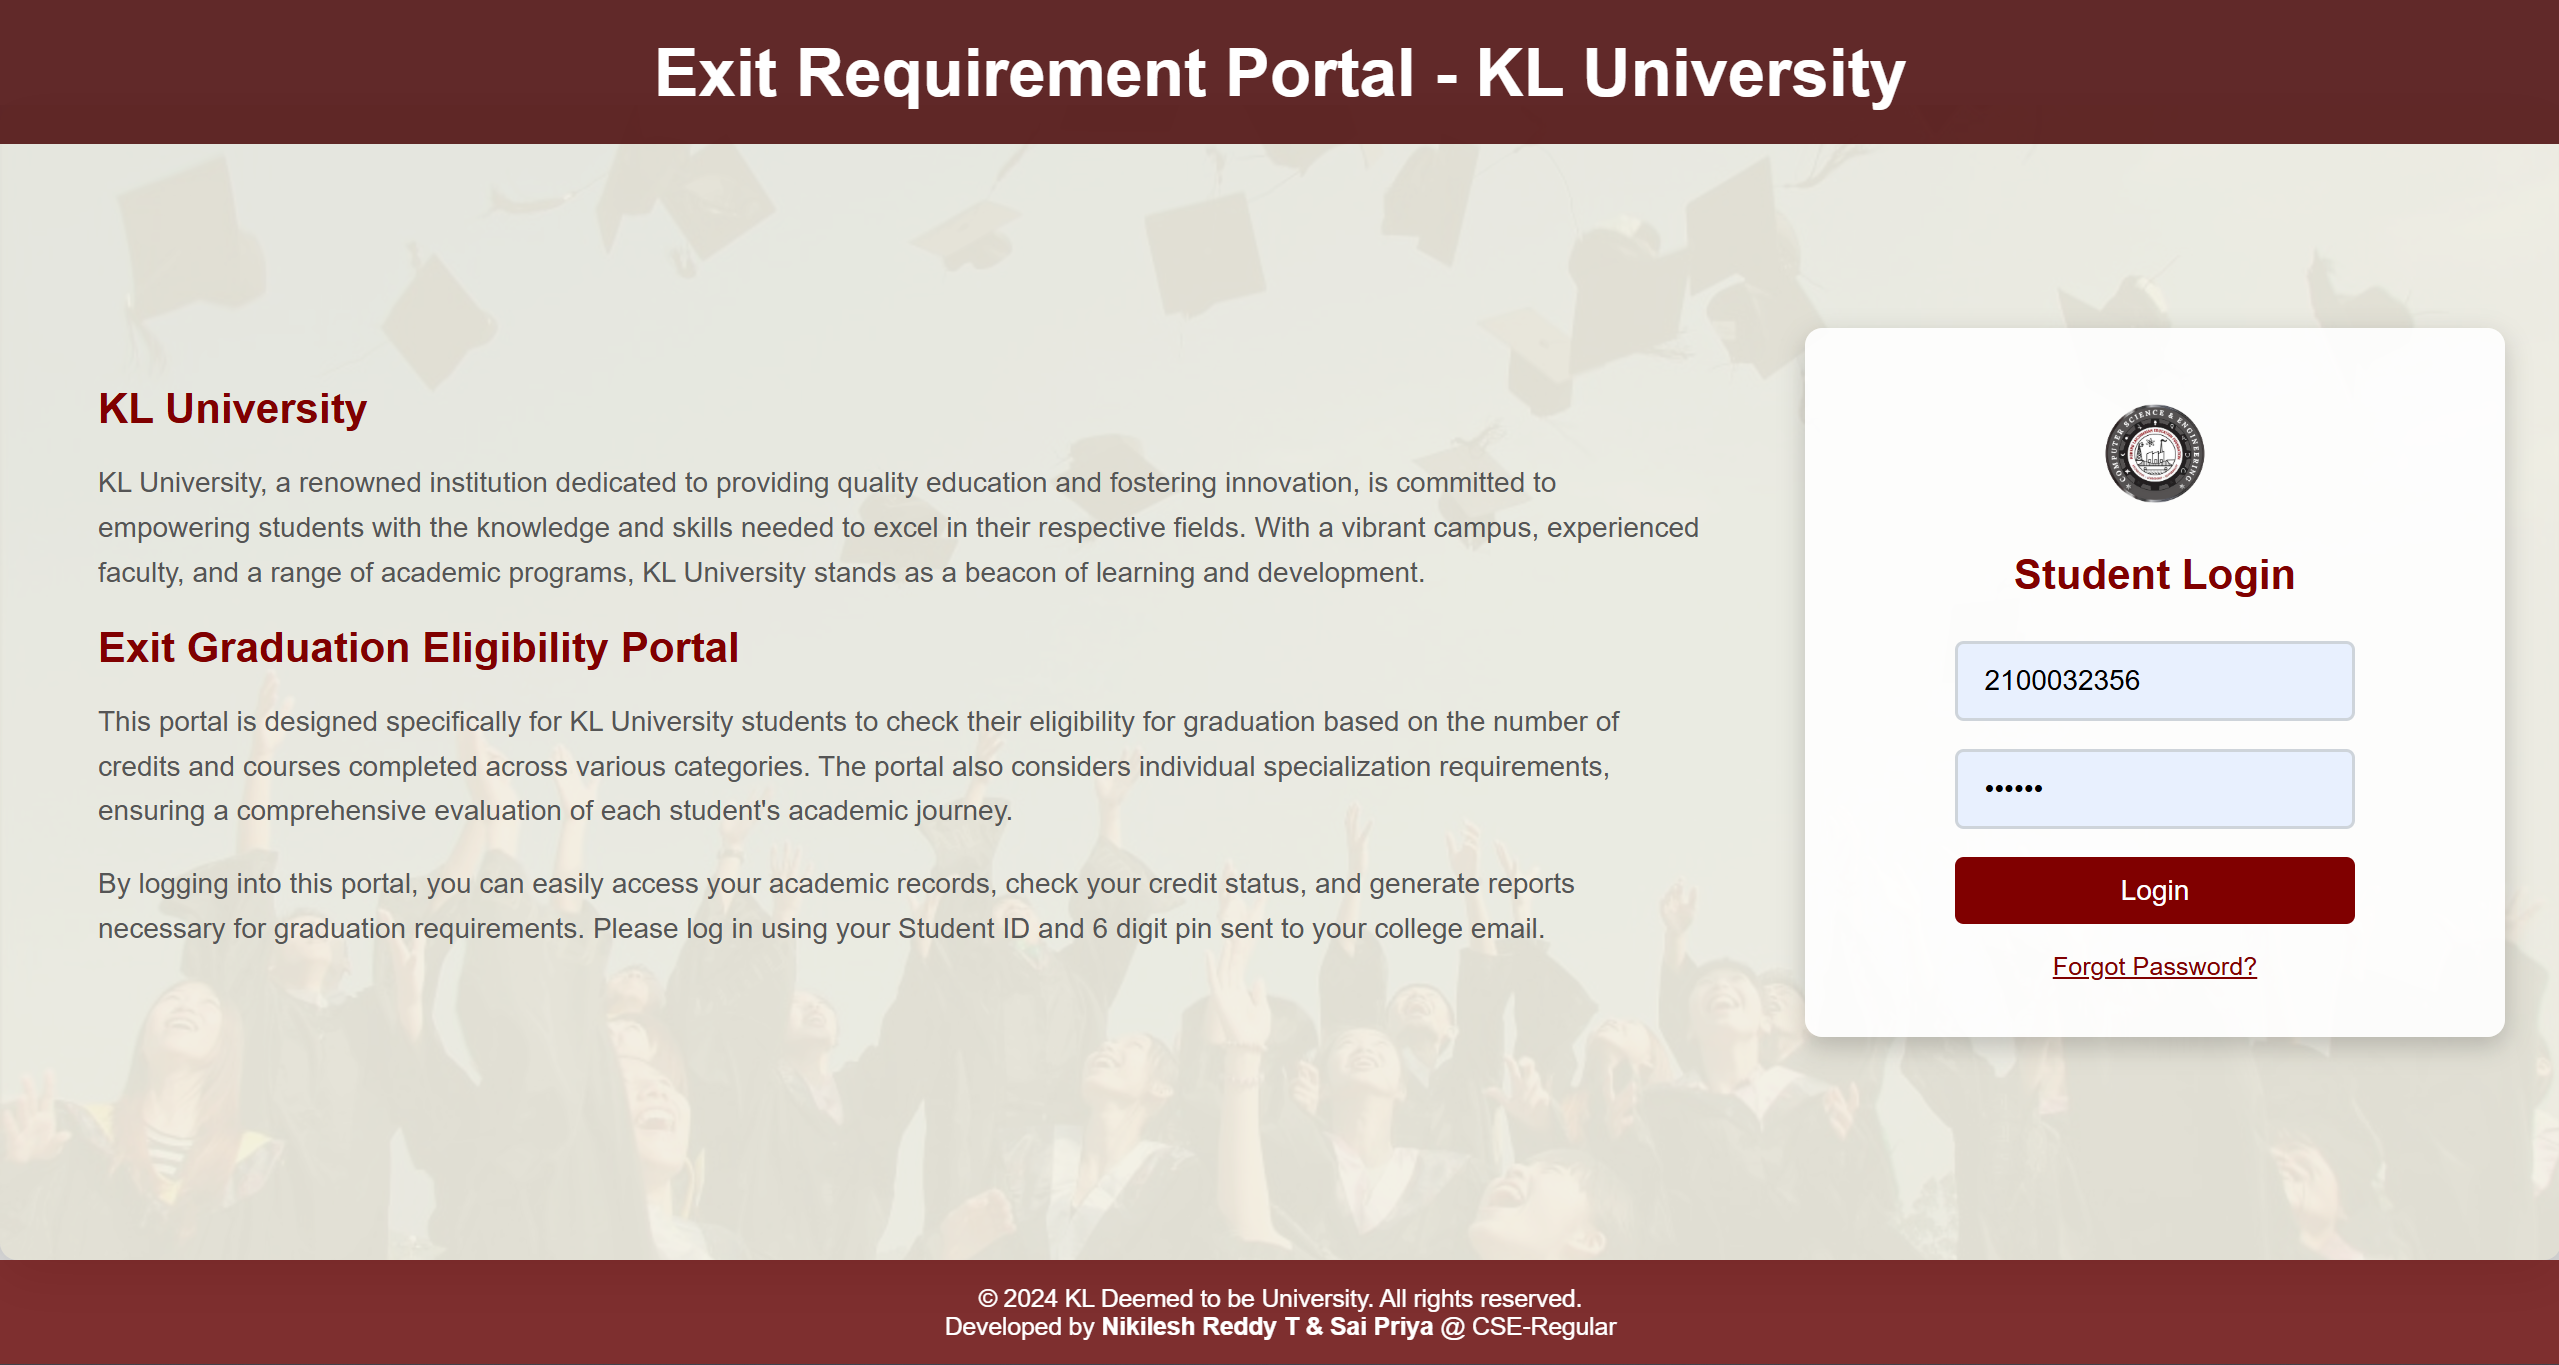 Exit Requirement Portal - KL University
KL University
KL University, a renowned institution dedicated to providing quality education and fostering innovation, is committed to
empowering students with the knowledge and skills needed to excel in their respective fields. With a vibrant campus, experienced
faculty, and a range of academic programs, KL University stands as a beacon of learning and development.
Exit Graduation Eligibility Portal
This portal is designed specifically for KL University students to check their eligibility for graduation based on the number of
credits and courses completed across various categories. The portal also considers individual specialization requirements,
ensuring a comprehensive evaluation of each student's academic journey.
By logging into this portal, you can easily access your academic records, check your credit status, and generate reports
necessary for graduation requirements. Please log in using your Student ID and 6 digit pin sent to your college email.
COMPUTER SCIENCE & ENGINEERING
Student Login
2100032356
••••••
Login
Forgot Password?
© 2024 KL Deemed to be University. All rights reserved.
Developed by Nikilesh Reddy T & Sai Priya @ CSE-Regular